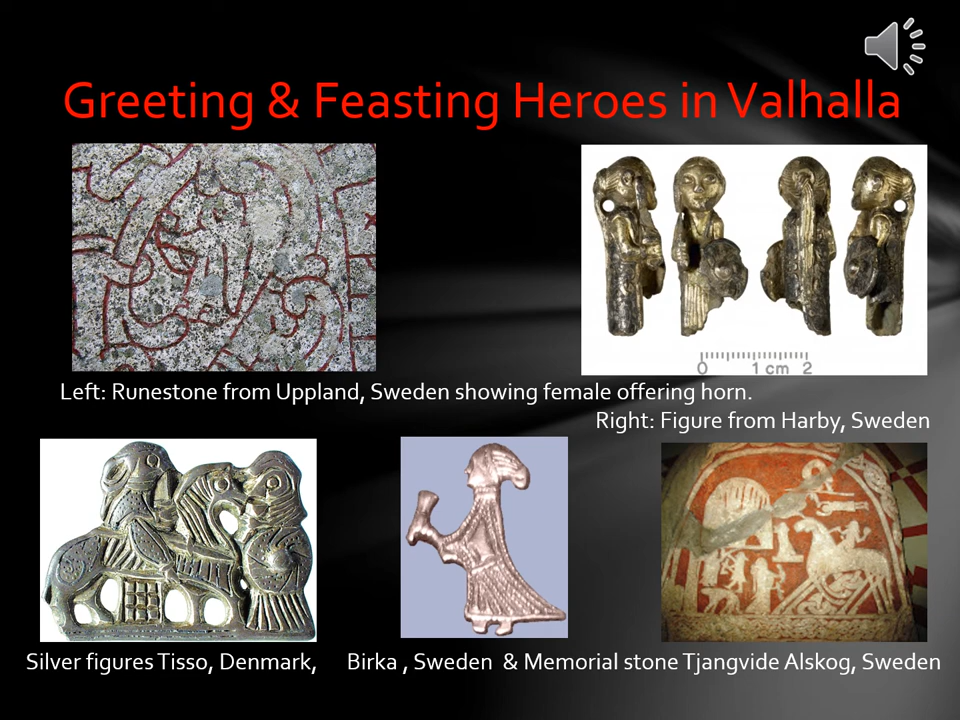 Greeting & Feasting Heroes in Valhalla
0 1 cm 2
Left: Runestone from Uppland, Sweden showing female offering horn.
Right: Figure from Harby, Sweden
Silver figures Tisso, Denmark, Birka , Sweden & Memorial stone Tjangvide Alskog, Sweden